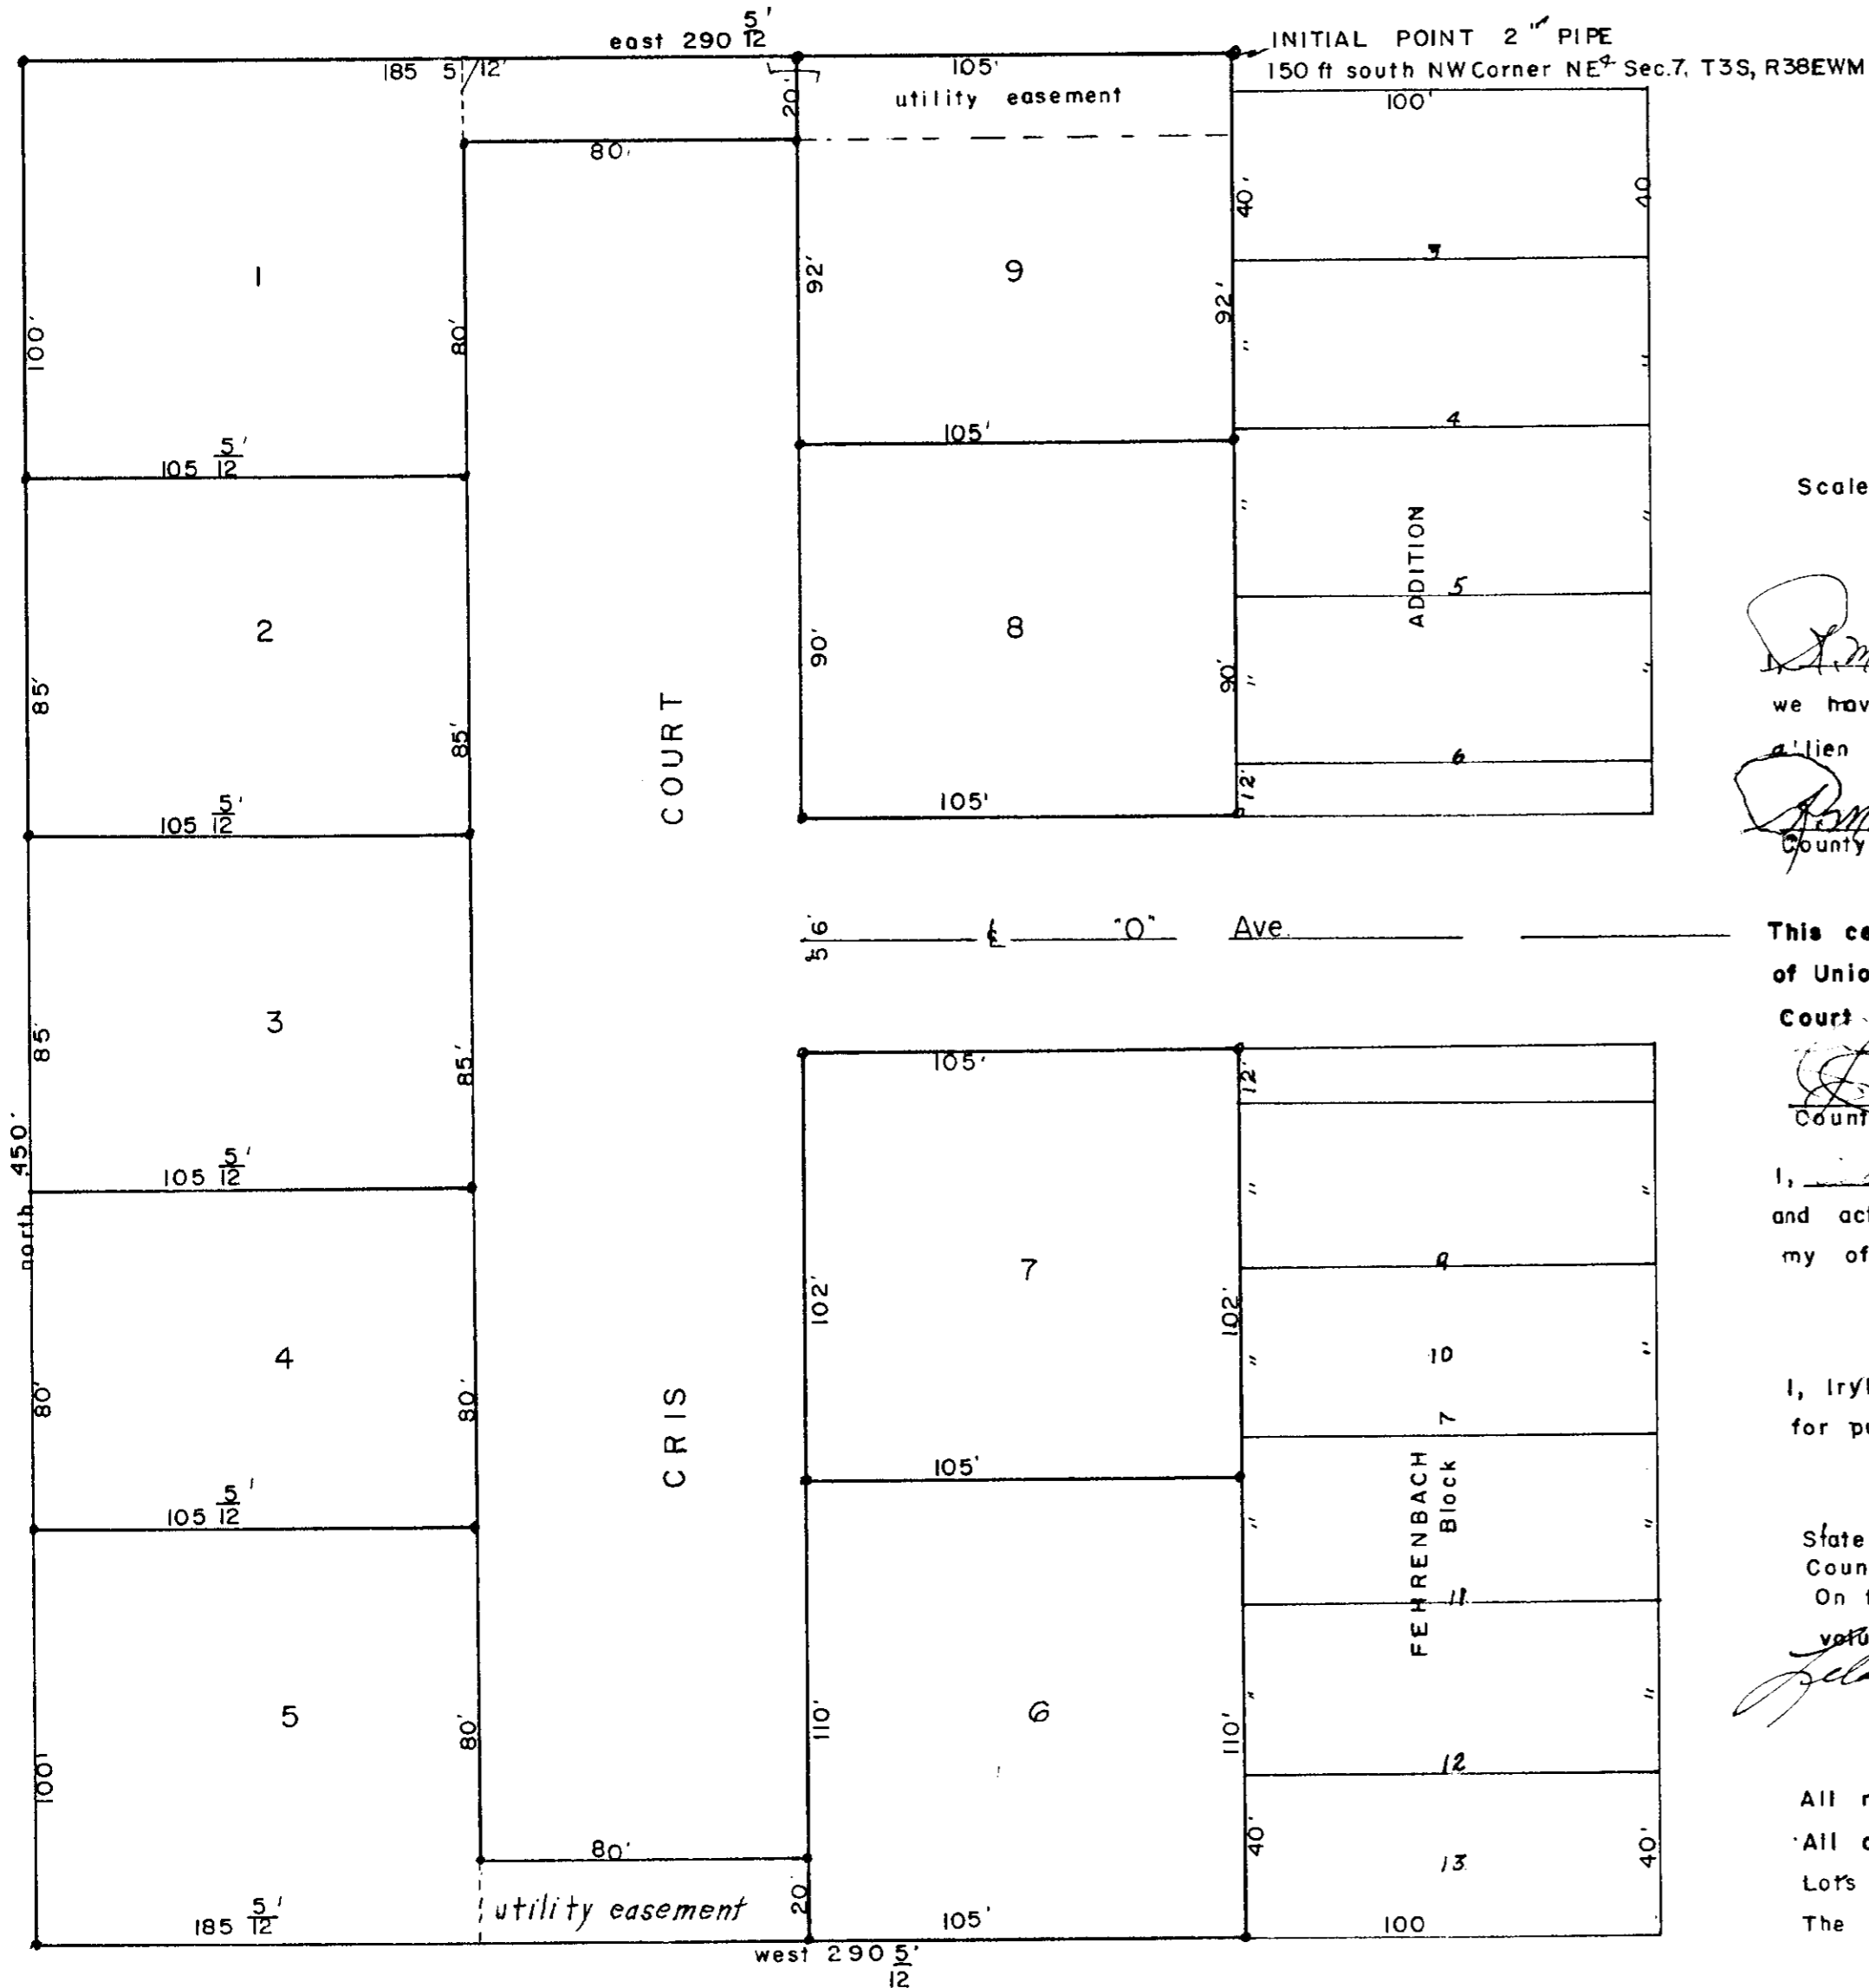 east 290 5/12'
INITIAL POINT 2" PIPE
150 ft south NW Corner NE4 Sec.7, T3S, R38EWM
185 5/12'
105'
20'
utility easement
100'
80'
40'
40
1
9
3
100'
80'
92'
92'
"
"
105 5/12'
105'
4
Scale
"
"
ADDITION
2
8
5
85'
85'
90'
90'
"
"
we hav
a lien
105 5/12'
105'
12'
6
County
COURT
56'
"O" Ave.
This ce
of Unio
Court
Count
3
85'
85'
105'
12'
north 450'
105 5/12'
"
"
I,
and act
my of
7
9
102'
102'
4
80'
80'
"
10
"
CRIS
I, Iryl
for pu
105 5/12'
105'
FEHRENBACH
Block 7
"
"
State
Coun
On t
volu
11
5
6
100'
80'
110'
110'
"
"
12
All r
All c
Lots
The
80'
40'
13
40'
20'
185 5/12'
utility easement
105'
100
west 290 5/12'